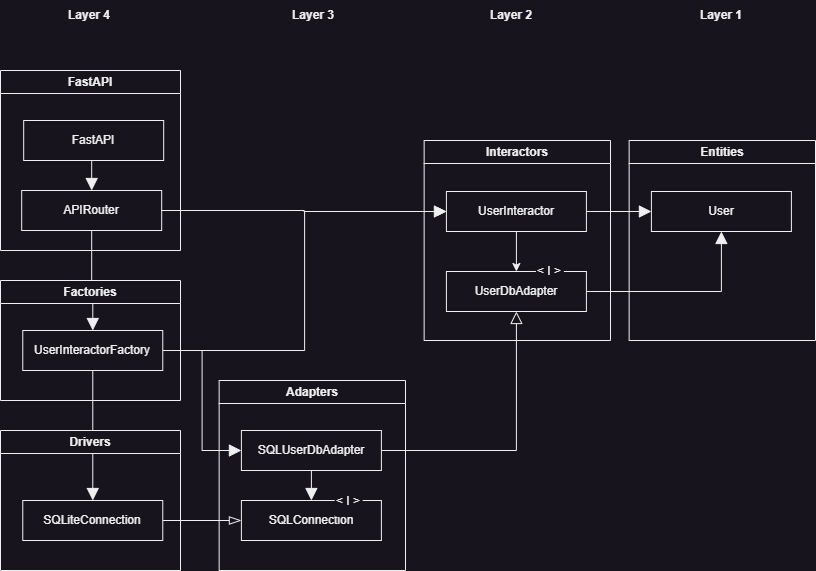 Layer 4
Layer 3
Layer 2
Layer 1
FastAPI
FastAPI
APIRouter
Factories
UserInteractorFactory
Drivers
SQLiteConnection
Adapters
SQLUserDbAdapter
< I >
SQLConnection
Interactors
UserInteractor
< I >
UserDbAdapter
Entities
User